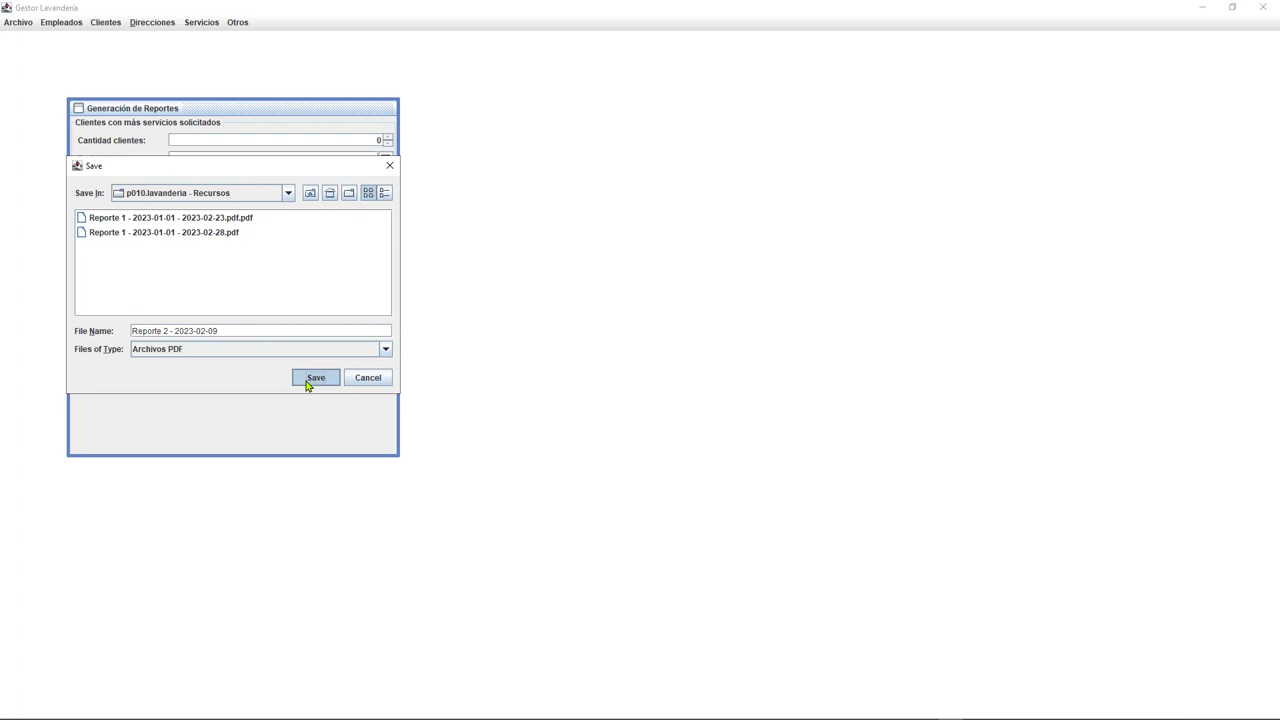 Gestor Lavandería
Archivo Empleados Clientes Direcciones Servicios Otros
Generación de Reportes
Clientes con más servicios solicitados
Cantidad clientes: 0
Save
Save In: p010.lavanderia - Recursos
Reporte 1 - 2023-01-01 - 2023-02-23.pdf.pdf
Reporte 1 - 2023-01-01 - 2023-02-28.pdf
File Name: Reporte 2 - 2023-02-09
Files of Type: Archivos PDF
Save Cancel